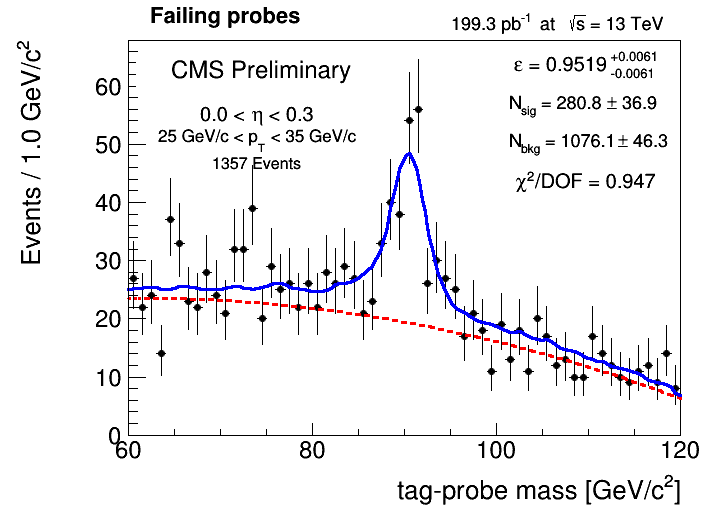 Failing probes
199.3 pb⁻¹ at √s = 13 TeV
CMS Preliminary
0.0 < η < 0.3
25 GeV/c < p_T < 35 GeV/c
1357 Events
ε = 0.9519 +0.0061 -0.0061
N_sig = 280.8 ± 36.9
N_bkg = 1076.1 ± 46.3
χ²/DOF = 0.947
Events / 1.0 GeV/c²
60
50
40
30
20
10
0
60 80 100 120
tag-probe mass [GeV/c²]